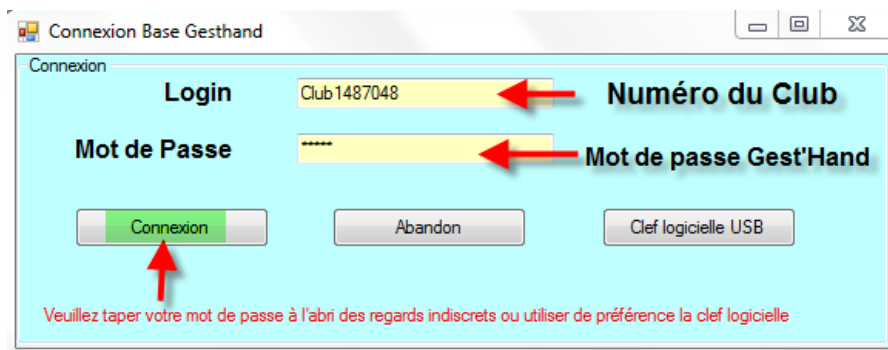 Connexion Base Gesthand
Connexion
Login Club1487048 Numéro du Club
Mot de Passe ***** Mot de passe Gest'Hand
Connexion Abandon Clef logicielle USB
Veuillez taper votre mot de passe à l'abri des regards indiscrets ou utiliser de préférence la clef logicielle